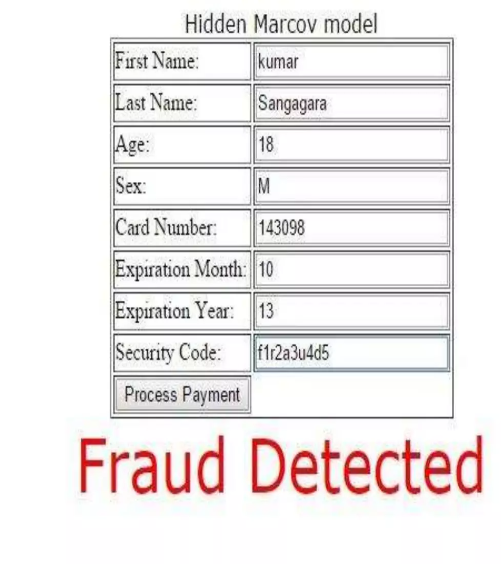 Hidden Marcov model
First Name: kumar
Last Name: Sangagara
Age: 18
Sex: M
Card Number: 143098
Expiration Month: 10
Expiration Year: 13
Security Code: f1r2a3u4d5
Process Payment
Fraud Detected